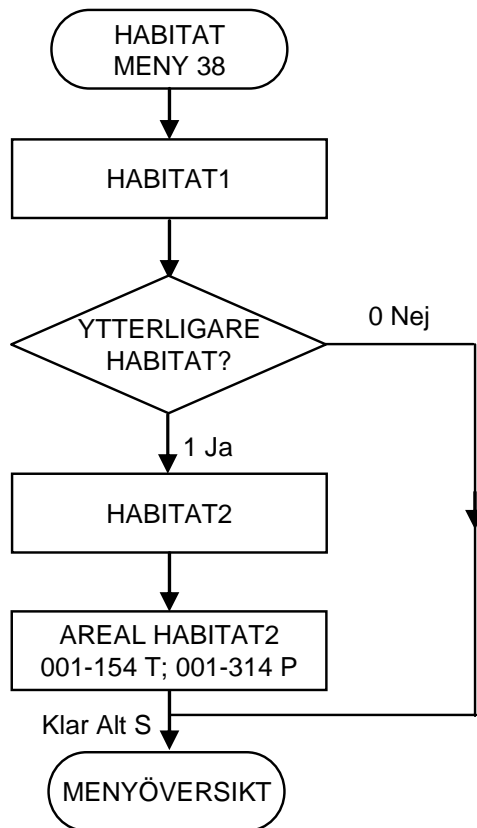 HABITAT
MENY 38
HABITAT1
YTTERLIGARE
HABITAT?
0 Nej
1 Ja
HABITAT2
AREAL HABITAT2
001-154 T; 001-314 P
Klar Alt S
MENYÖVERSIKT